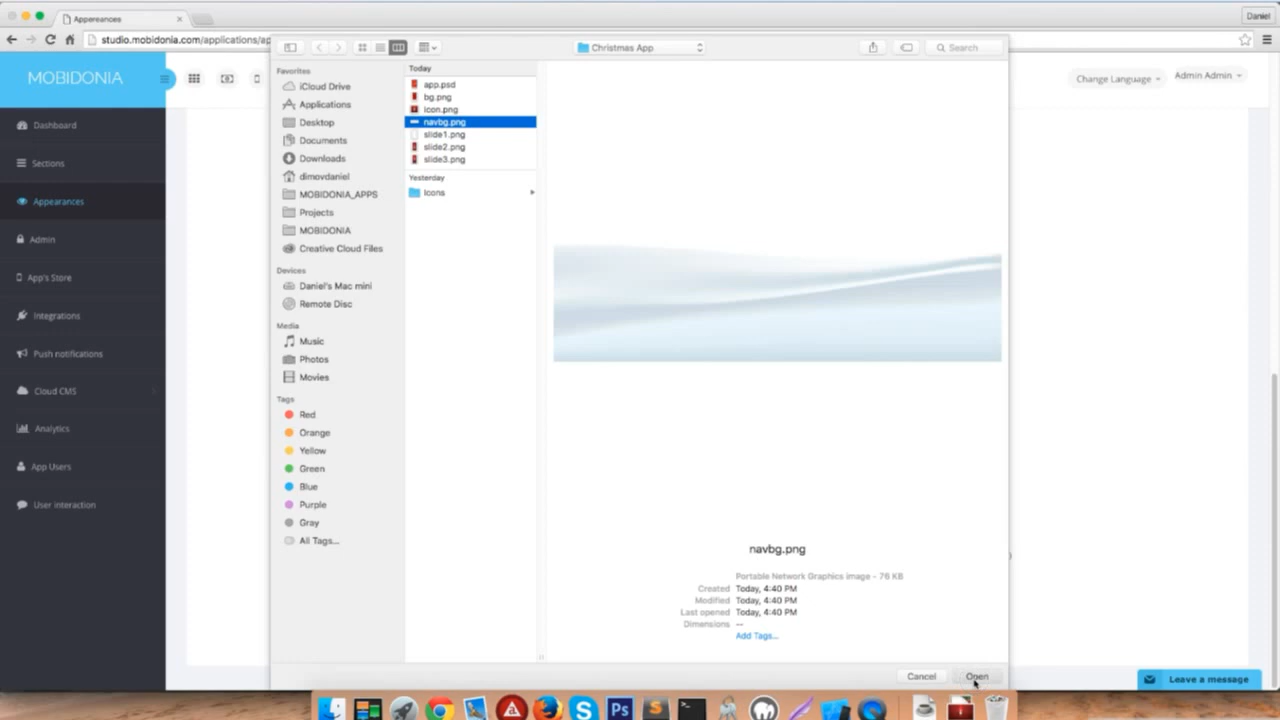 Appereances
Daniel
studio.mobidonia.com/applications/ap
Christmas App
Search
MOBIDONIA
Change Language
Admin Admin
Dashboard
Sections
Appearances
Admin
App's Store
Integrations
Push notifications
Cloud CMS
Analytics
App Users
User interaction
Favorites
iCloud Drive
Applications
Desktop
Documents
Downloads
dimovdaniel
MOBIDONIA_APPS
Projects
MOBIDONIA
Creative Cloud Files
Devices
Daniel's Mac mini
Remote Disc
Media
Music
Photos
Movies
Tags
Red
Orange
Yellow
Green
Blue
Purple
Gray
All Tags...
Today
app.psd
bg.png
icon.png
navbg.png
slide1.png
slide2.png
slide3.png
Yesterday
Icons
navbg.png
Portable Network Graphics image - 76 KB
Created Today, 4:40 PM
Modified Today, 4:40 PM
Last opened Today, 4:40 PM
Dimensions --
Add Tags...
Cancel
Open
Leave a message
Ps